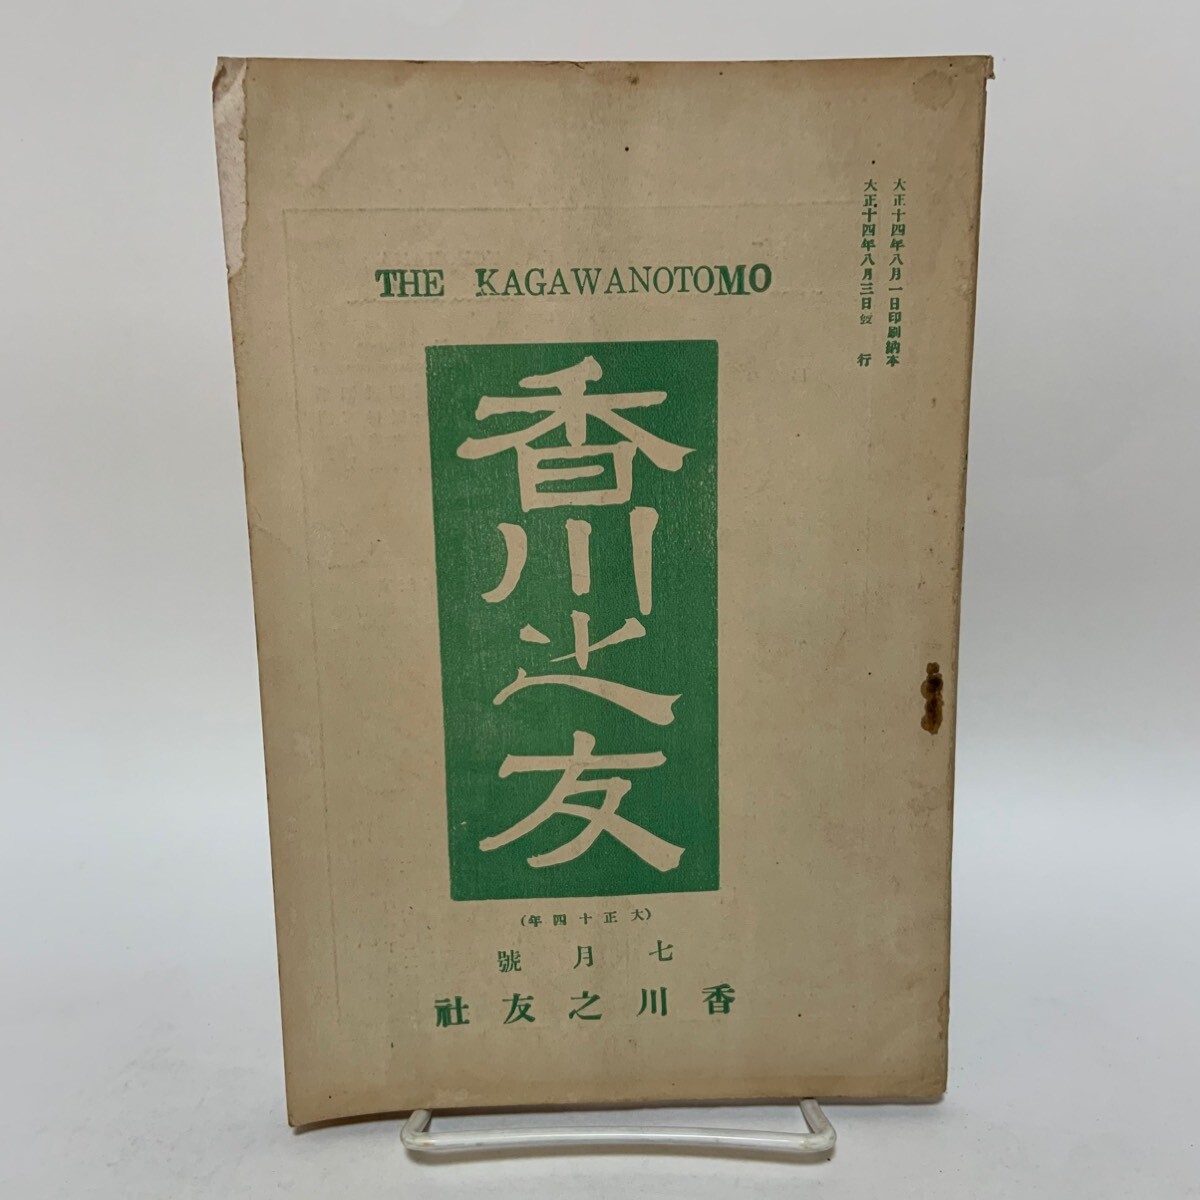 大正十四年八月一日印刷納本
大正十四年八月三日發行
THE KAGAWANOTOMO
香川之友
(大正十四年)
七月號
香川之友社